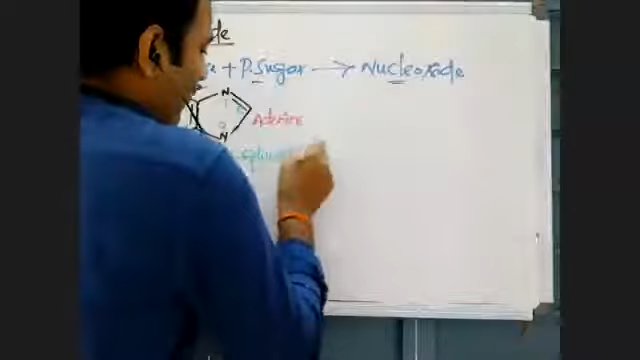 de
+ P. Sugar → Nucleoside
N
Adenine
N